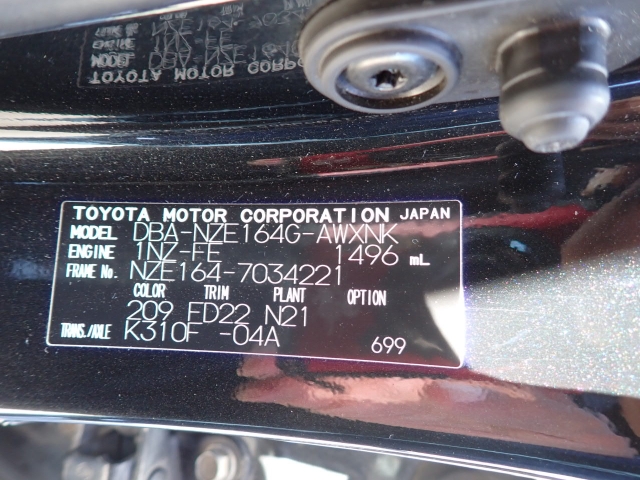 TOYOTA MOTOR CORPORATION JAPAN
MODEL DBA-NZE164G-AWXNK
ENGINE 1NZ-FE 1496 mL
FRAME No. NZE164-7034221
COLOR TRIM PLANT OPTION
209 FD22 N21
TRANS./AXLE K310F -04A
699